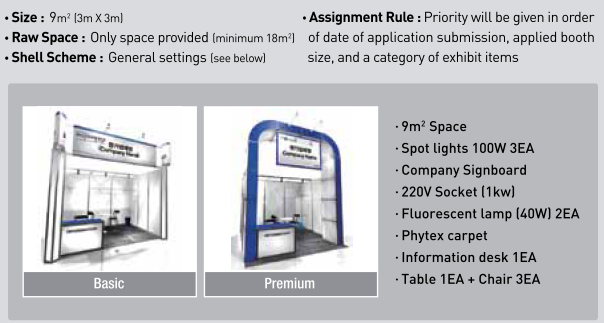 • Size : 9m² (3m X 3m)
• Raw Space : Only space provided (minimum 18m²)
• Shell Scheme : General settings (see below)
• Assignment Rule : Priority will be given in order
of date of application submission, applied booth
size, and a category of exhibit items
(Company Name)
Basic
(Company Name)
Premium
· 9m² Space
· Spot lights 100W 3EA
· Company Signboard
· 220V Socket (1kw)
· Fluorescent lamp (40W) 2EA
· Phytex carpet
· Information desk 1EA
· Table 1EA + Chair 3EA